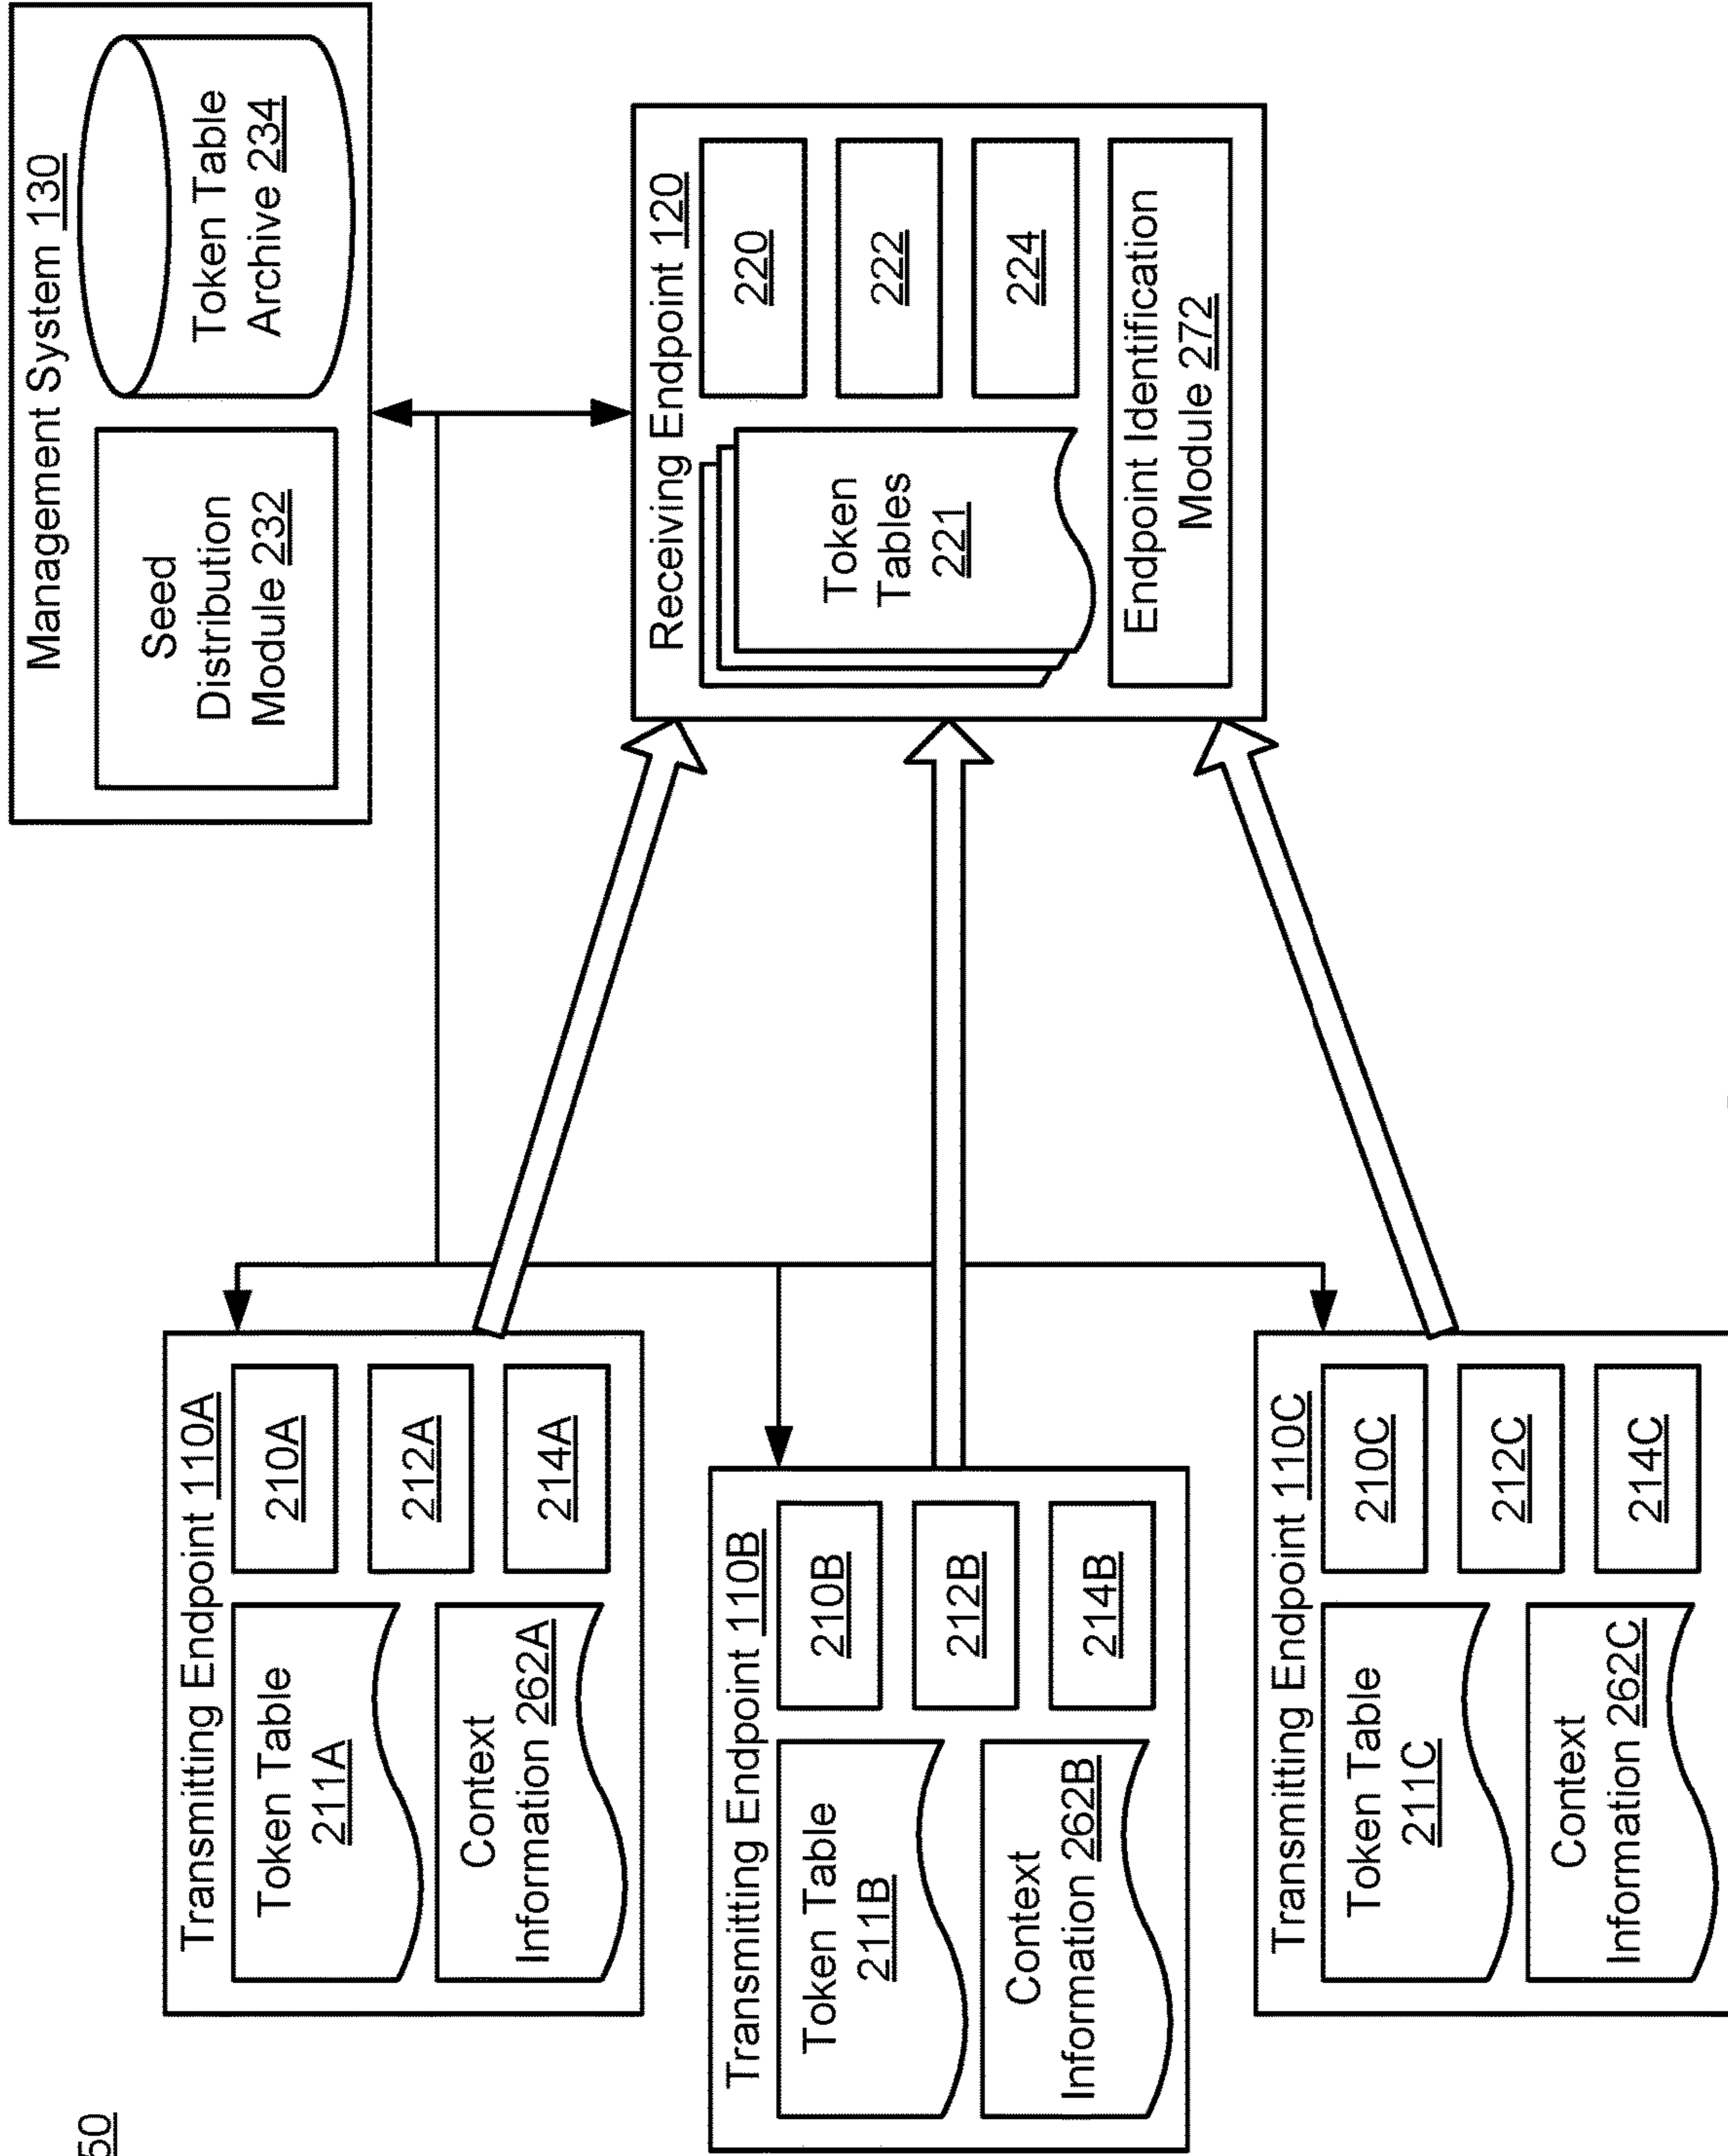 50
Management System 130
Seed
Distribution
Module 232
Token Table
Archive 234
Transmitting Endpoint 110A
Token Table
211A
Context
Information 262A
210A
212A
214A
Transmitting Endpoint 110B
Token Table
211B
Context
Information 262B
210B
212B
214B
Transmitting Endpoint 110C
Token Table
211C
Context
Information 262C
210C
212C
214C
Receiving Endpoint 120
Token
Tables
221
220
222
224
Endpoint Identification
Module 272